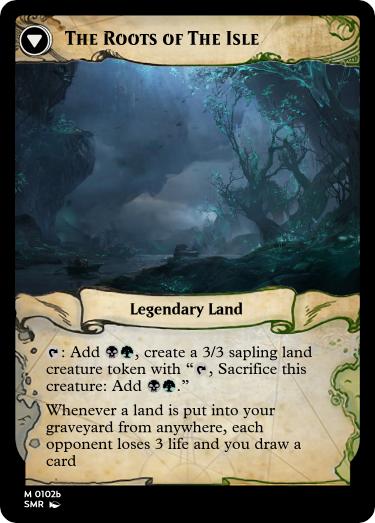 The Roots of The Isle
Legendary Land
: Add , create a 3/3 sapling land
creature token with “, Sacrifice this
creature: Add .”
Whenever a land is put into your
graveyard from anywhere, each
opponent loses 3 life and you draw a
card
M 0102b
SMR